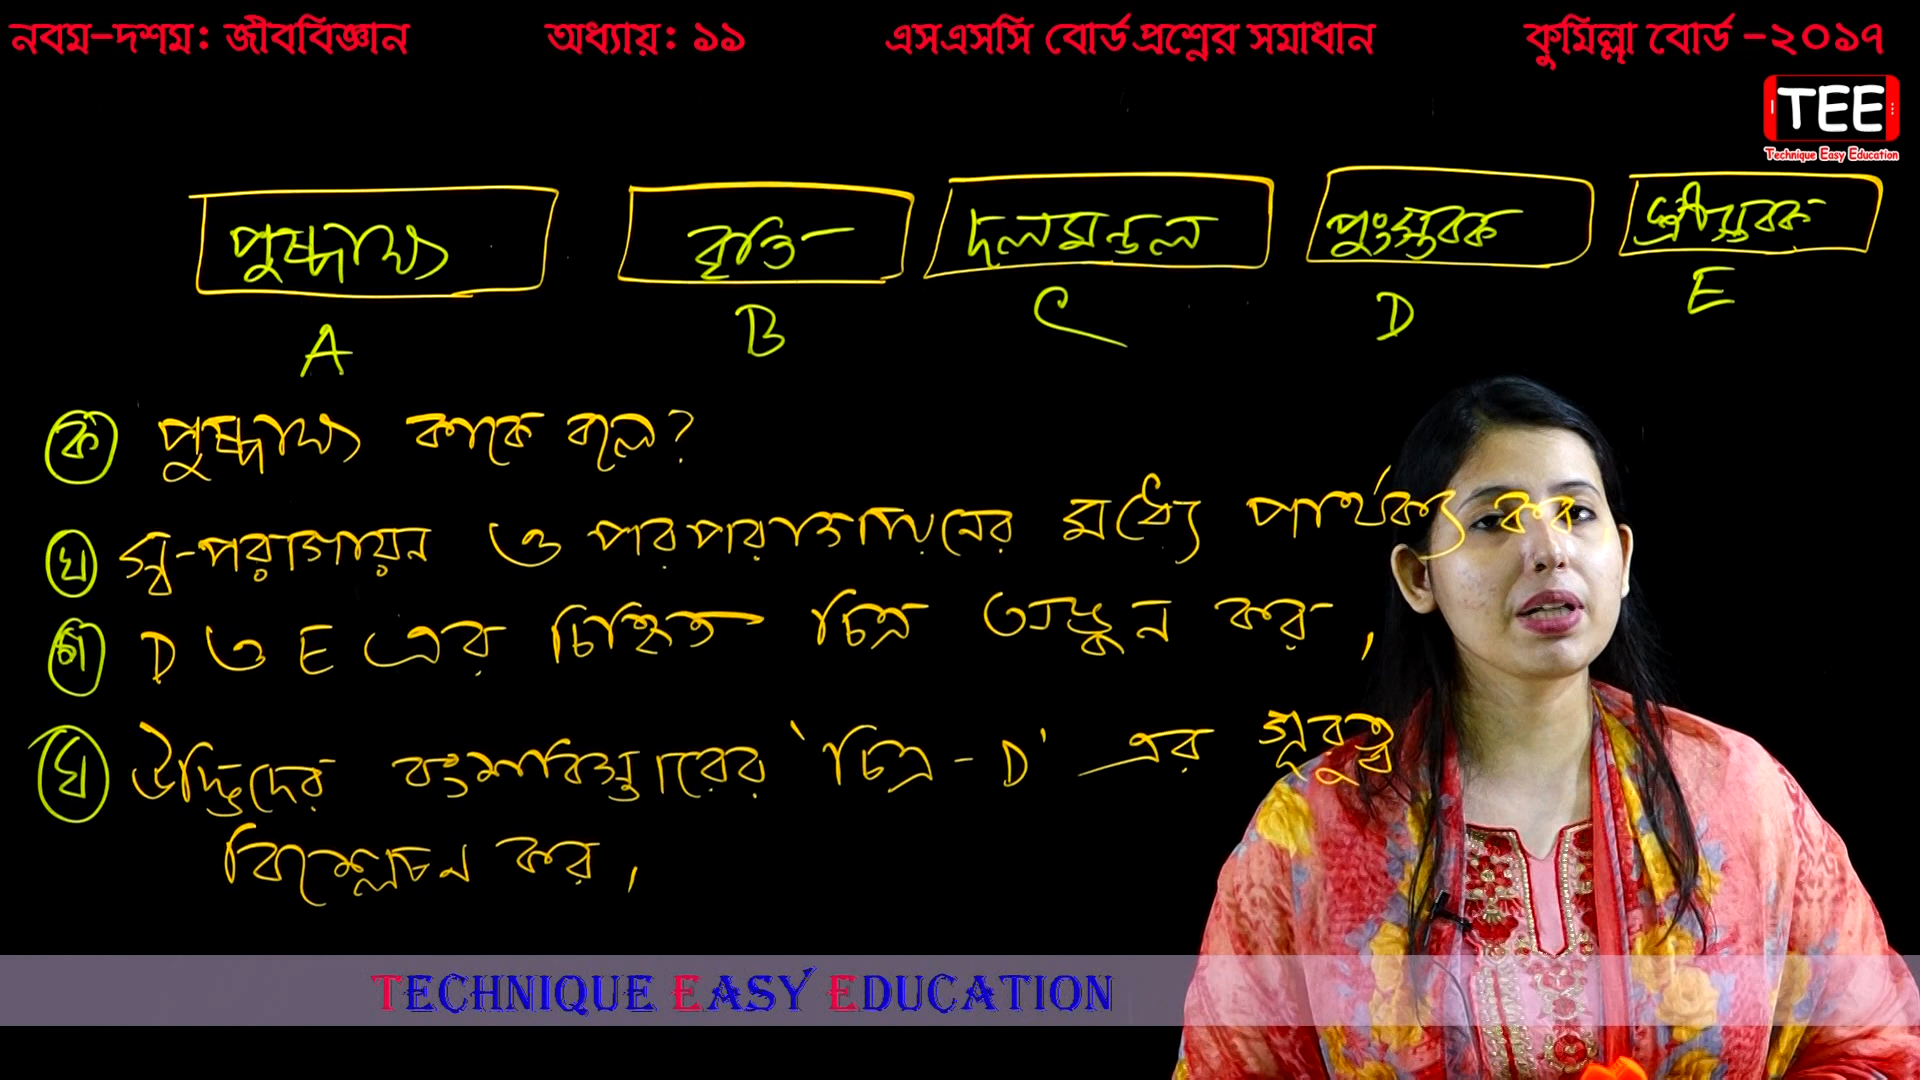 নবম-দশম: জীববিজ্ঞান অধ্যায়: ১১ এসএসসি বোর্ড প্রশ্নের সমাধান কুমিল্লা বোর্ড -২০১৭
TEE
Technique Easy Education
পুষ্পাক্ষ বৃতি দলমন্ডল পুংস্তবক স্ত্রীস্তবক
A B C D E
ক পুষ্পাক্ষ কাকে বলে?
খ স্ব-পরাগায়ন ও পরপরাগায়নের মধ্যে পার্থক্য কর
গ D ও E এর চিহ্নিত চিত্র অঙ্কন কর,
ঘ উদ্ভিদের বংশবিস্তারের 'চিত্র-D' এর গুরুত্ব
বিশ্লেষন কর,
TECHNIQUE EASY EDUCATION